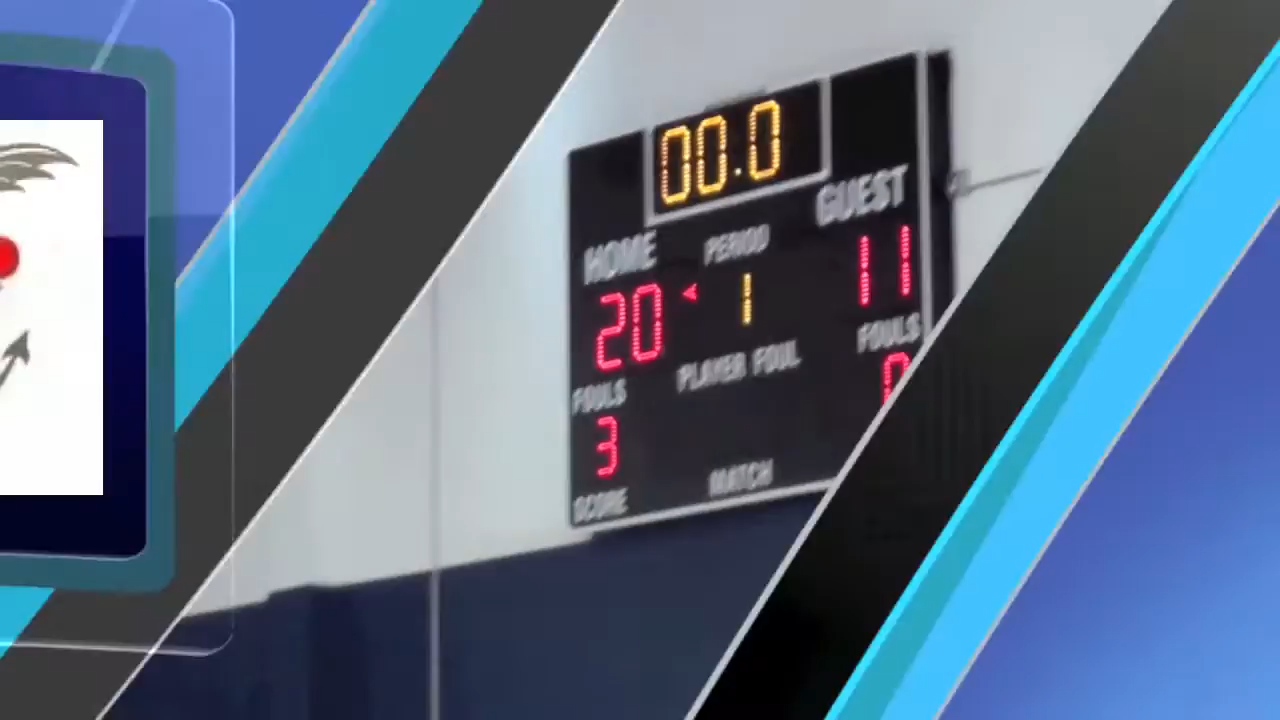 00.0
HOME PERIOD GUEST
20 1 11
FOULS PLAYER FOUL FOULS
3 0
SCORE MATCH